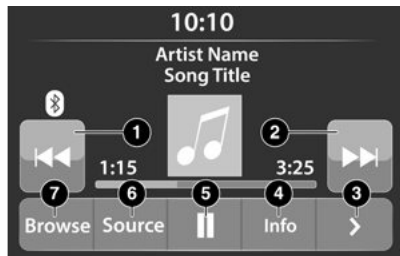 10:10
Artist Name
Song Title
1
2
1:15
3:25
7
6
5
4
3
Browse
Source
Info